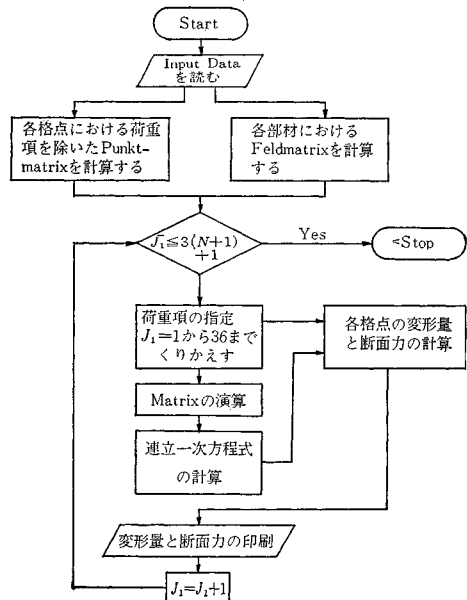 Start
Input Data
を読む
各格点における荷重
項を除いたPunkt-
matrixを計算する
各部材における
Feldmatrixを計算
する
J₁≦3(N+1)
+1
Yes
<Stop
荷重項の指定
J₁=1から36まで
くりかえす
各格点の変形量
と断面力の計算
Matrixの演算
連立一次方程式
の計算
変形量と断面力の印刷
J₁=J₁+1